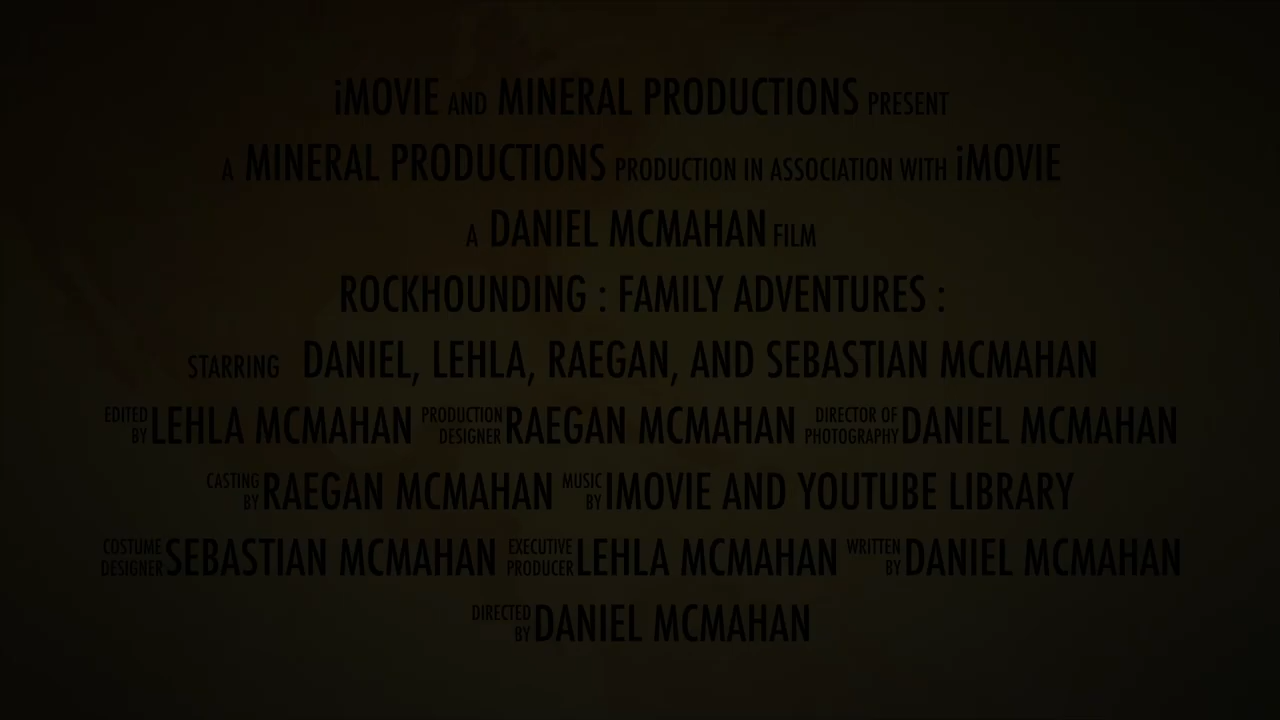 iMOVIE AND MINERAL PRODUCTIONS PRESENT
A MINERAL PRODUCTIONS PRODUCTION IN ASSOCIATION WITH iMOVIE
A DANIEL MCMAHAN FILM
ROCKHOUNDING : FAMILY ADVENTURES :
STARRING DANIEL, LEHLA, RAEGAN, AND SEBASTIAN MCMAHAN
EDITED BY LEHLA MCMAHAN PRODUCTION DESIGNER RAEGAN MCMAHAN DIRECTOR OF PHOTOGRAPHY DANIEL MCMAHAN
CASTING BY RAEGAN MCMAHAN MUSIC BY IMOVIE AND YOUTUBE LIBRARY
COSTUME DESIGNER SEBASTIAN MCMAHAN EXECUTIVE PRODUCER LEHLA MCMAHAN WRITTEN BY DANIEL MCMAHAN
DIRECTED BY DANIEL MCMAHAN